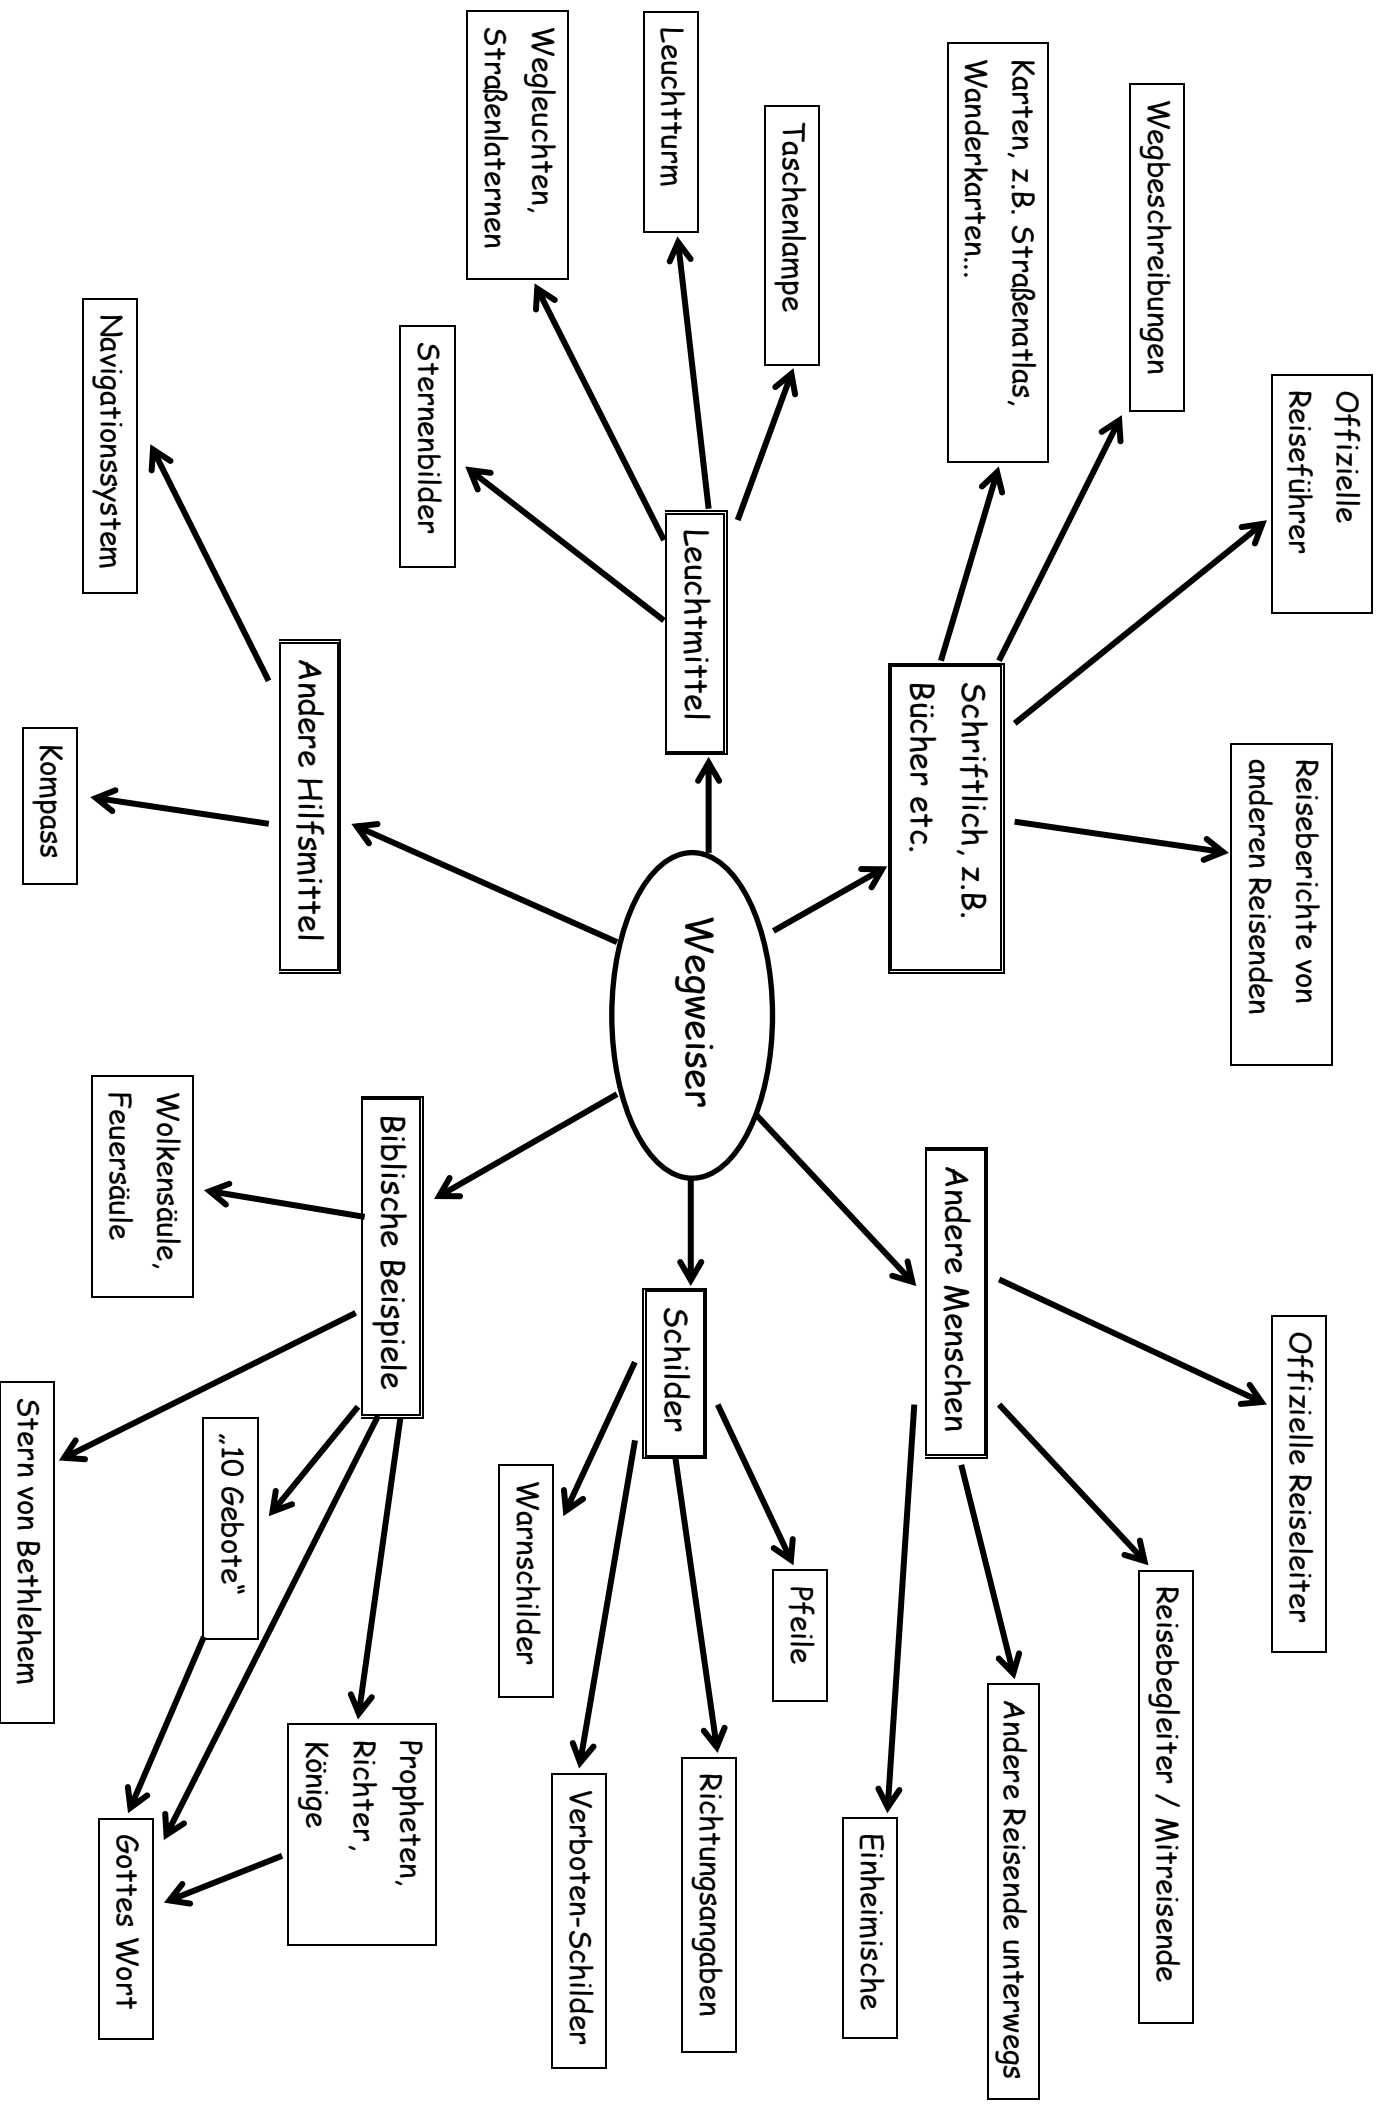 Offizielle
Reiseführer
Reiseberichte von
anderen Reisenden
Offizielle Reiseleiter
Wegbeschreibungen
Reisebegleiter / Mitreisende
Karten, z.B. Straßenatlas,
Wanderkarten…
Schriftlich, z.B.
Bücher etc.
Andere Menschen
Andere Reisende unterwegs
Einheimische
Taschenlampe
Pfeile
Leuchtturm
Leuchtmittel
Wegweiser
Schilder
Richtungsangaben
Wegleuchten,
Straßenlaternen
Warnschilder
Verboten-Schilder
Sternenbilder
Biblische Beispiele
Propheten,
Richter,
Könige
Andere Hilfsmittel
„10 Gebote“
Wolkensäule,
Feuersäule
Gottes Wort
Navigationssystem
Kompass
Stern von Bethlehem